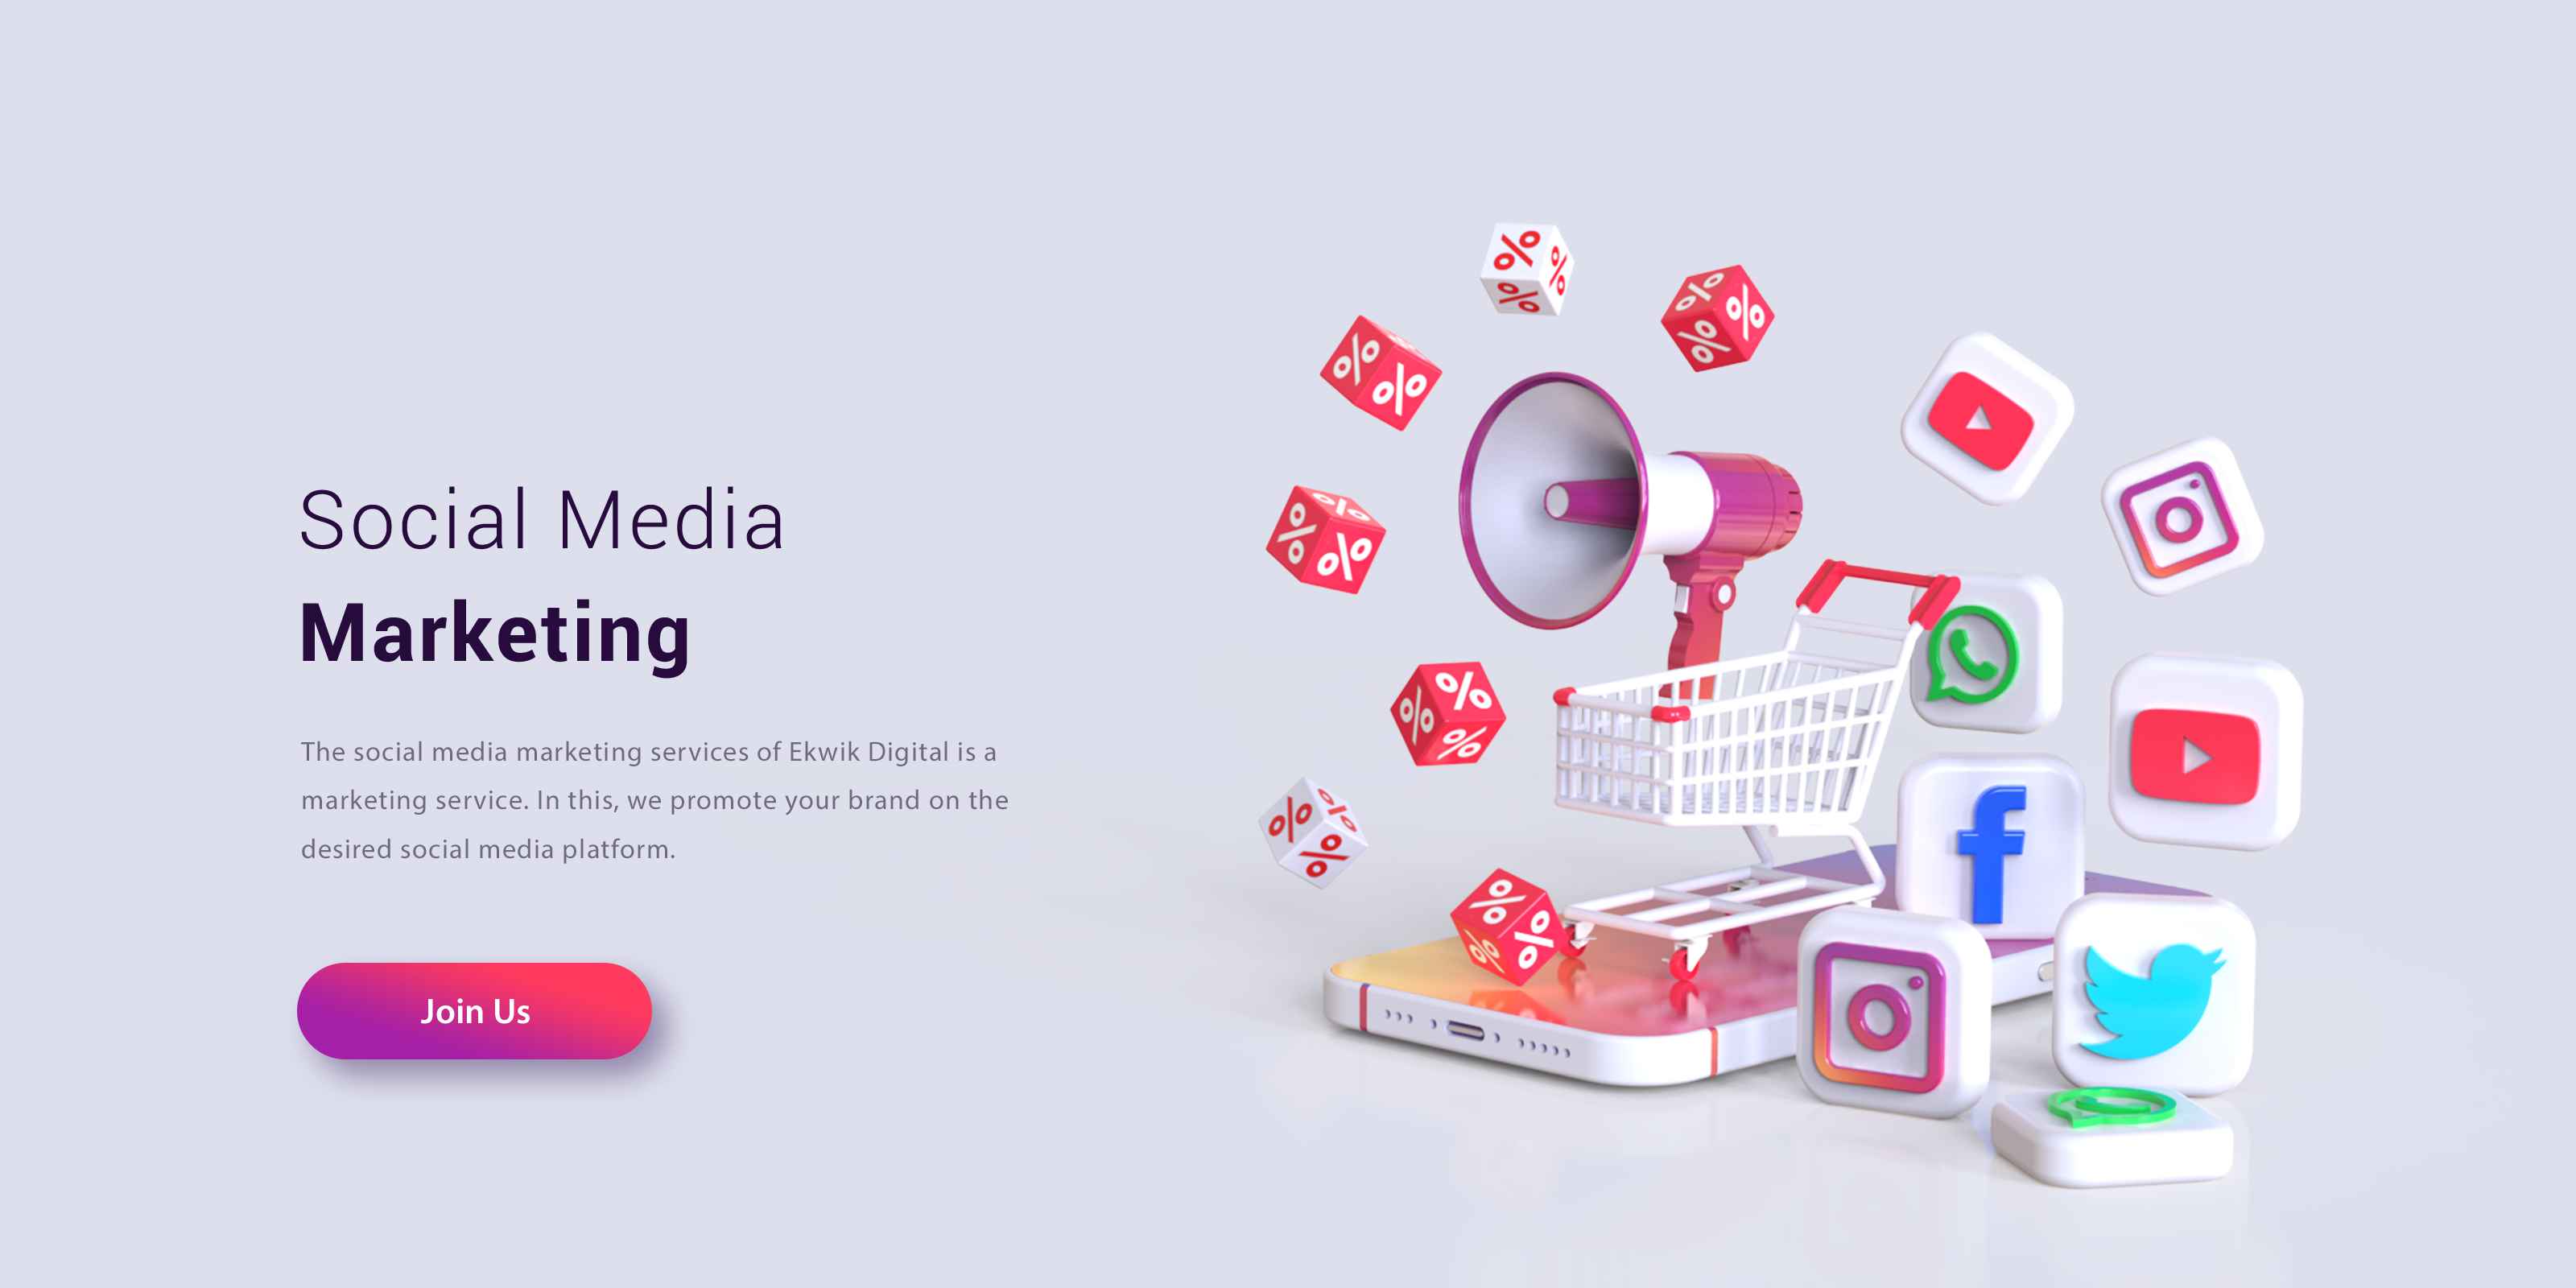 Social Media
Marketing
The social media marketing services of Ekwik Digital is a
marketing service. In this, we promote your brand on the
desired social media platform.
Join Us